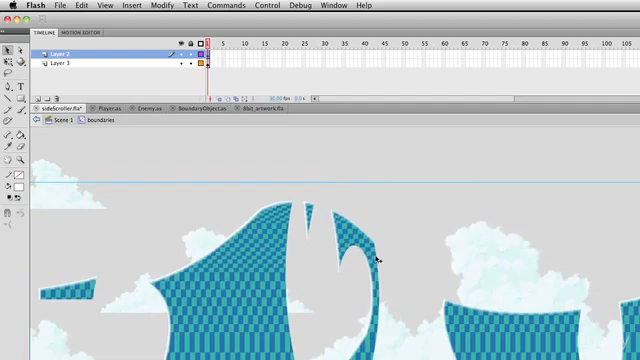 Flash File Edit View Insert Modify Text Commands Control Debug Window Help
TIMELINE MOTION EDITOR
5 10 15 20 25 30 35 40 45 50 55 60 65 70 75 80 85 90 95 100 105
Layer 2
Layer 3
1 30.00 fps 0.0 s
sideScroller.fla* Player.as Enemy.as BoundaryObject.as 8bit_artwork.fla
Scene 1 boundaries